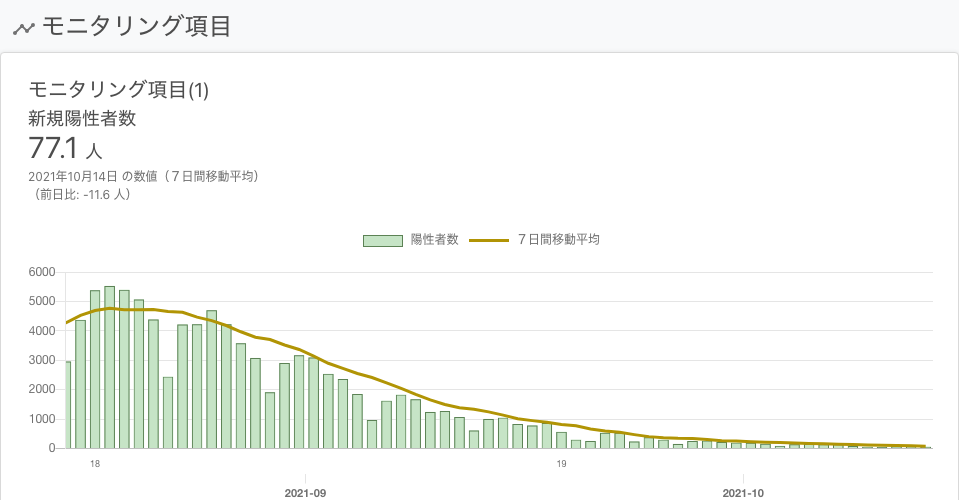 モニタリング項目
モニタリング項目(1)
新規陽性者数
77.1 人
2021年10月14日 の数値（７日間移動平均）
（前日比: -11.6 人）
陽性者数 ７日間移動平均
6000
5000
4000
3000
2000
1000
0
18 19
2021-09 2021-10